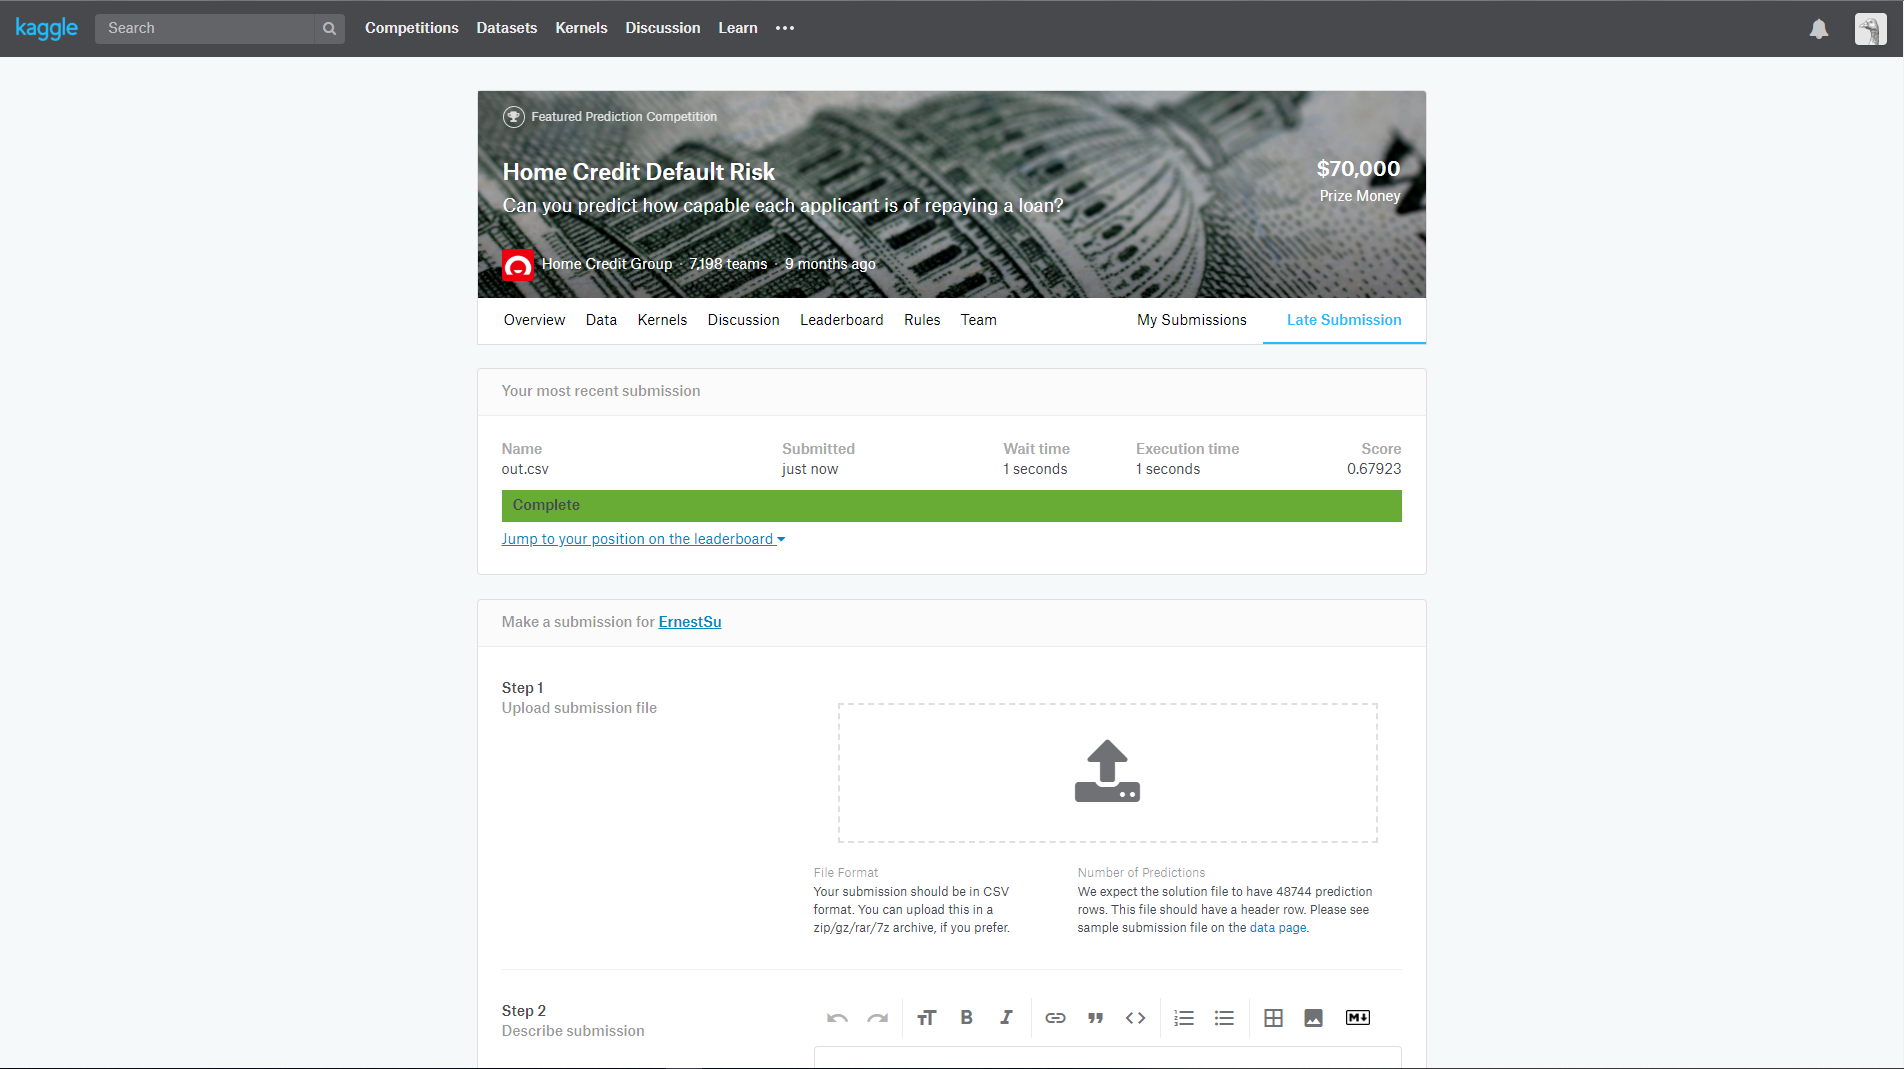 kaggle
Search
Competitions Datasets Kernels Discussion Learn
Featured Prediction Competition
Home Credit Default Risk
$70,000
Can you predict how capable each applicant is of repaying a loan?
Prize Money
Home Credit Group · 7,198 teams · 9 months ago
Overview Data Kernels Discussion Leaderboard Rules Team My Submissions Late Submission
Your most recent submission
Name Submitted Wait time Execution time Score
out.csv just now 1 seconds 1 seconds 0.67923
Complete
Jump to your position on the leaderboard
Make a submission for ErnestSu
Step 1
Upload submission file
File Format
Your submission should be in CSV
format. You can upload this in a
zip/gz/rar/7z archive, if you prefer.
Number of Predictions
We expect the solution file to have 48744 prediction
rows. This file should have a header row. Please see
sample submission file on the data page.
Step 2
Describe submission